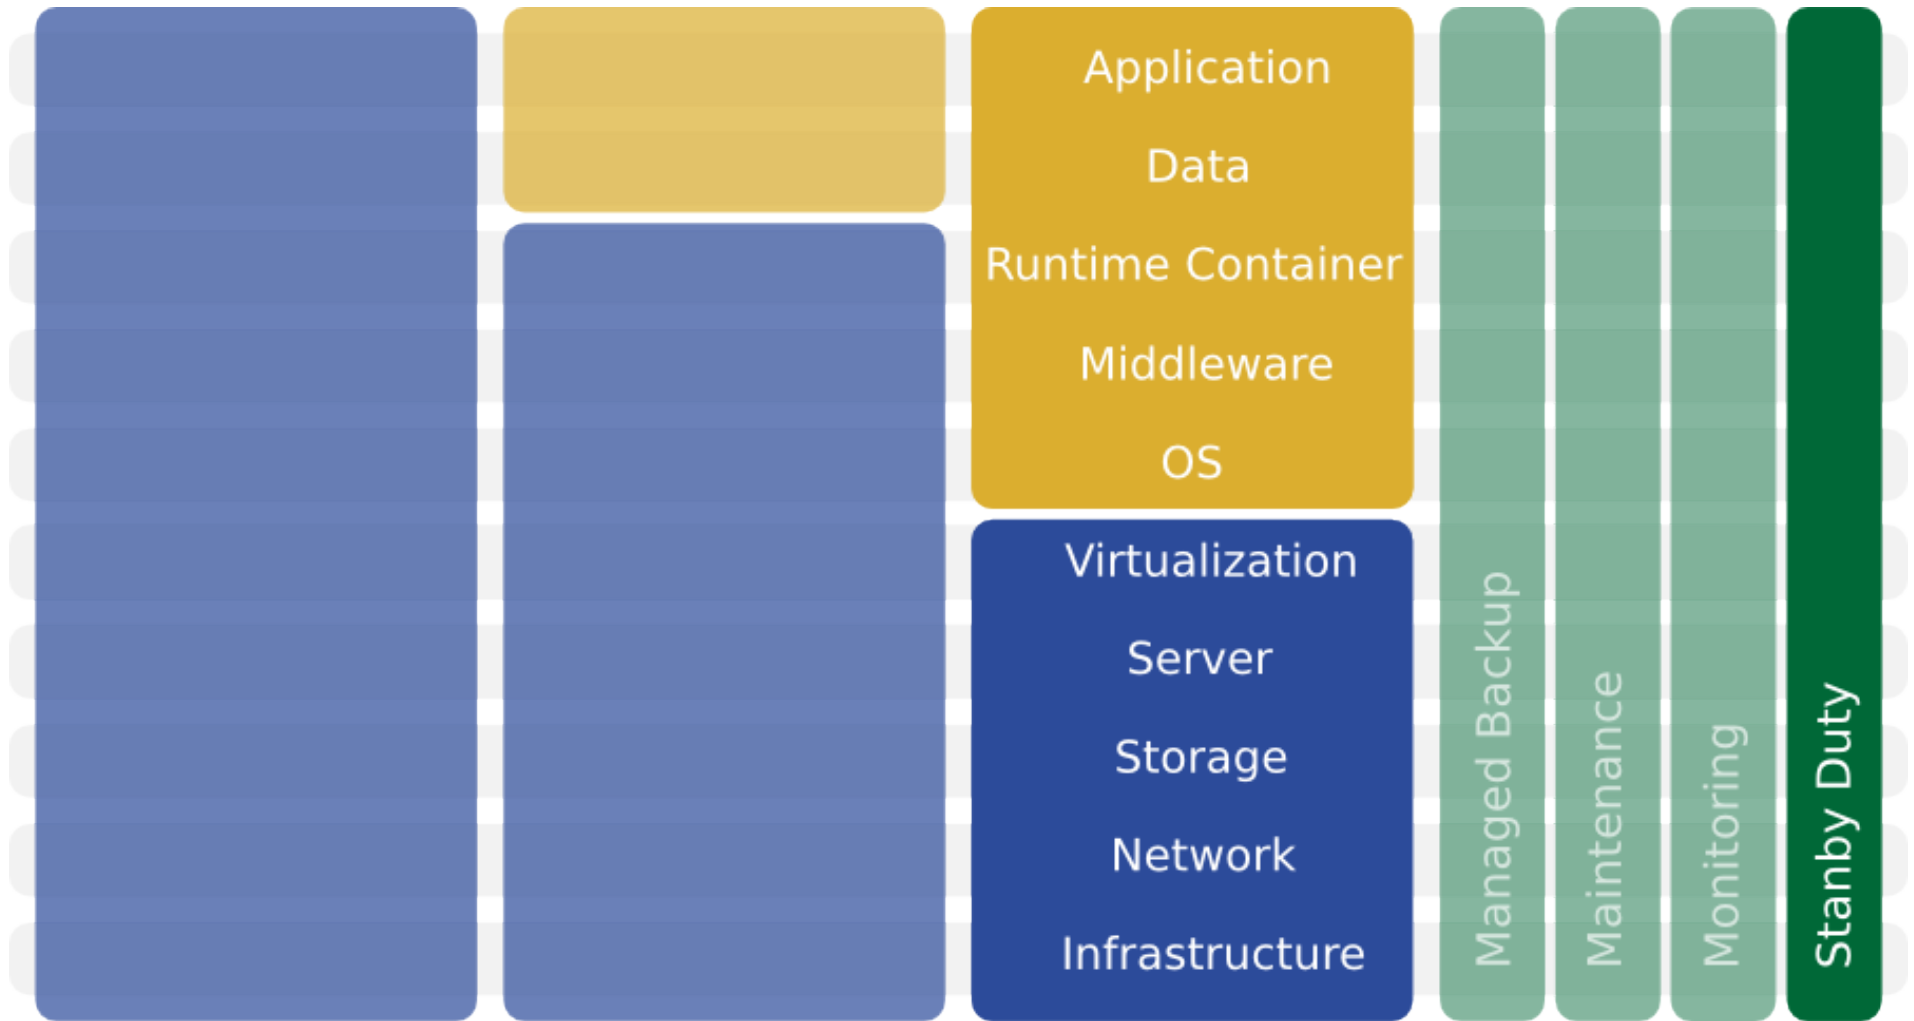 Application
Data
Runtime Container
Middleware
OS
Virtualization
Server
Storage
Network
Infrastructure
Managed Backup
Maintenance
Monitoring
Stanby Duty